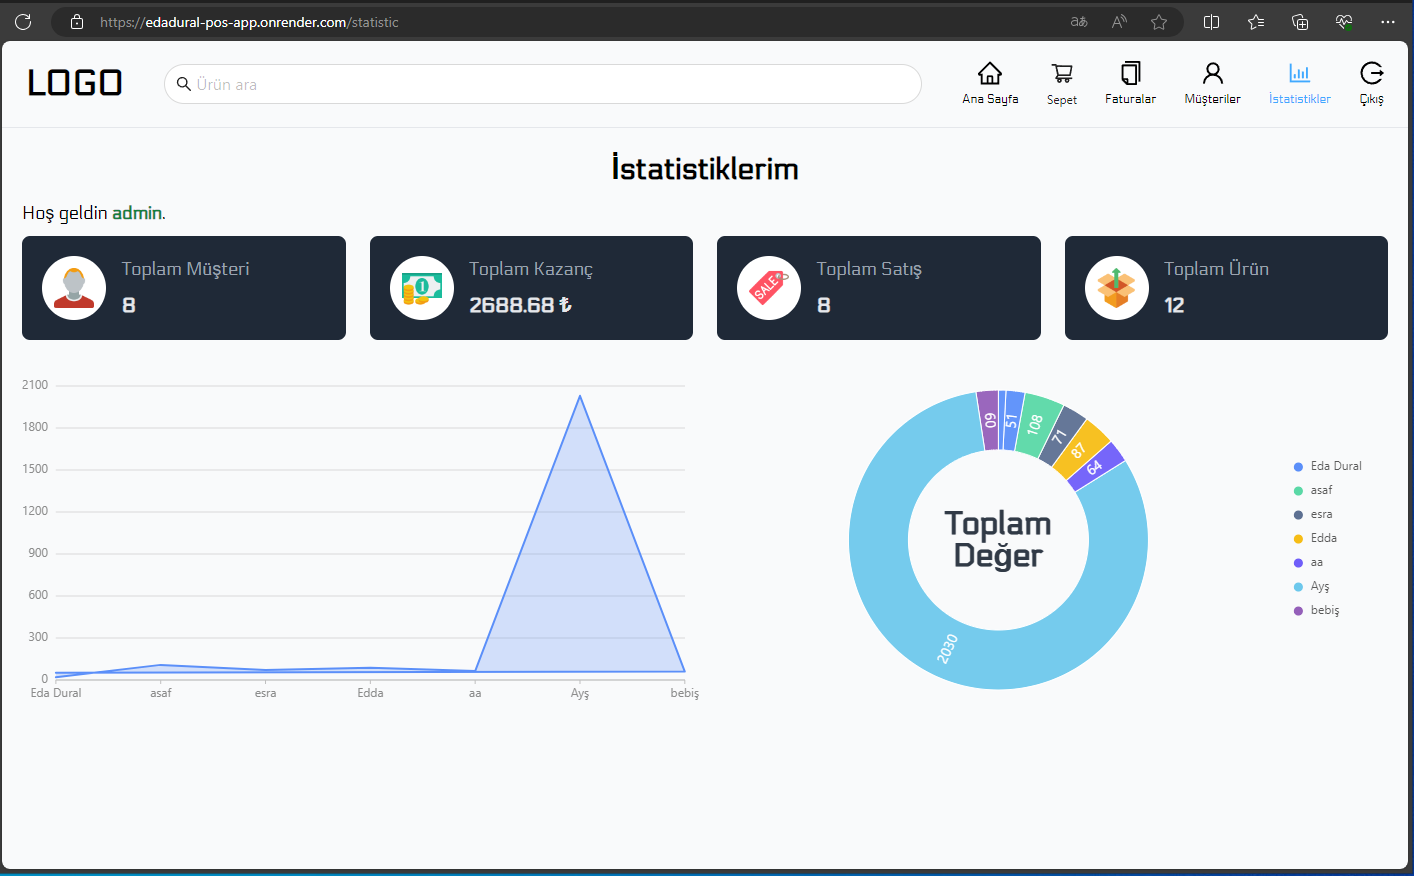 https://edadural-pos-app.onrender.com/statistic
LOGO
Ürün ara
Ana Sayfa
Sepet
Faturalar
Müşteriler
İstatistikler
Çıkış
İstatistiklerim
Hoş geldin admin.
Toplam Müşteri
8
Toplam Kazanç
2688.68 ₺
SALE
Toplam Satış
8
Toplam Ürün
12
2100
1800
1500
1200
900
600
300
0
Eda Dural
asaf
esra
Edda
aa
Ayş
bebiş
60
51
108
71
87
64
2030
Toplam
Değer
Eda Dural
asaf
esra
Edda
aa
Ayş
bebiş